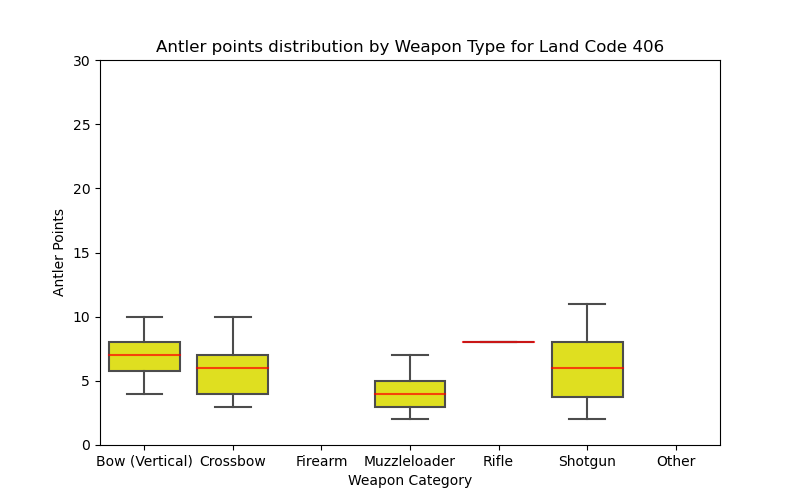 Antler points distribution by Weapon Type for Land Code 406
30
25
20
15
10
5
0
Antler Points
Bow (Vertical) Crossbow Firearm Muzzleloader Rifle Shotgun Other
Weapon Category